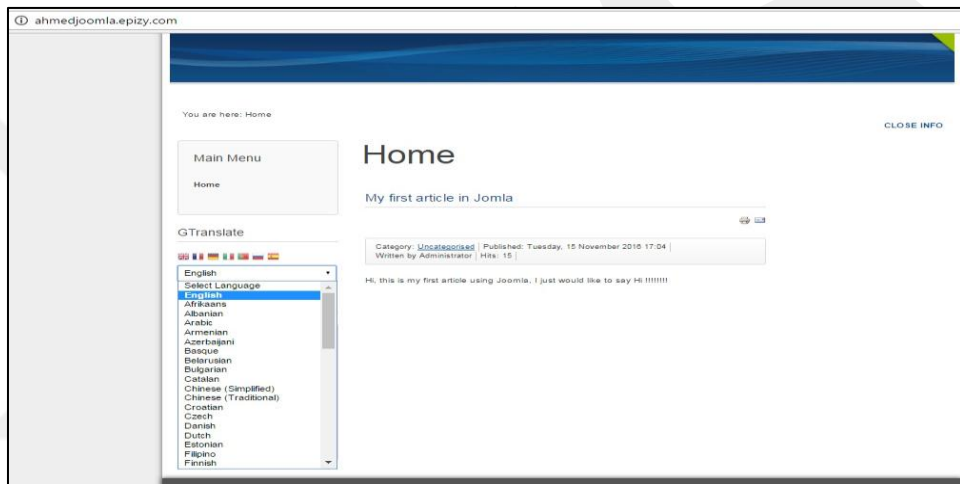 ahmedjoomla.epizy.com
You are here: Home
CLOSE INFO
Main Menu
Home
Home
My first article in Jomla
Category: Uncategorised | Published: Tuesday, 15 November 2016 17:04 |
Written by Administrator | Hits: 15 |
Hi, this is my first article using Joomla, I just would like to say Hi !!!!!!!!
GTranslate
English
Select Language
English
Afrikaans
Albanian
Arabic
Armenian
Azerbaijani
Basque
Belarusian
Bulgarian
Catalan
Chinese (Simplified)
Chinese (Traditional)
Croatian
Czech
Danish
Dutch
Estonian
Filipino
Finnish